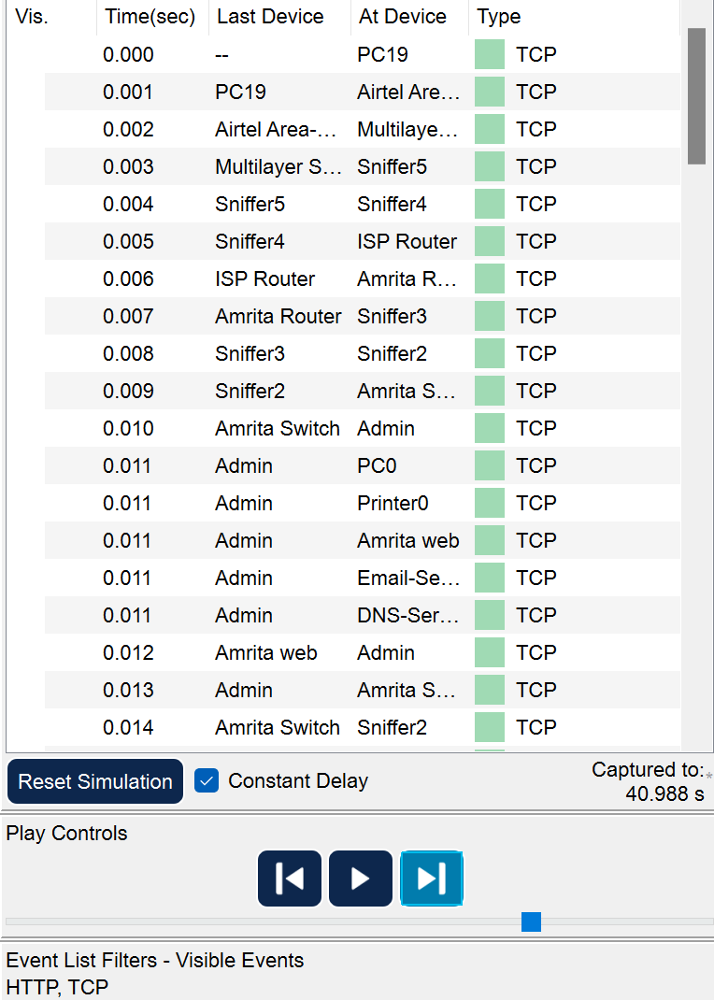 Vis. Time(sec) Last Device At Device Type
0.000 -- PC19 TCP
0.001 PC19 Airtel Are... TCP
0.002 Airtel Area-... Multilaye... TCP
0.003 Multilayer S... Sniffer5 TCP
0.004 Sniffer5 Sniffer4 TCP
0.005 Sniffer4 ISP Router TCP
0.006 ISP Router Amrita R... TCP
0.007 Amrita Router Sniffer3 TCP
0.008 Sniffer3 Sniffer2 TCP
0.009 Sniffer2 Amrita S... TCP
0.010 Amrita Switch Admin TCP
0.011 Admin PC0 TCP
0.011 Admin Printer0 TCP
0.011 Admin Amrita web TCP
0.011 Admin Email-Se... TCP
0.011 Admin DNS-Ser... TCP
0.012 Amrita web Admin TCP
0.013 Admin Amrita S... TCP
0.014 Amrita Switch Sniffer2 TCP
Reset Simulation Constant Delay Captured to: *
40.988 s
Play Controls
Event List Filters - Visible Events
HTTP, TCP